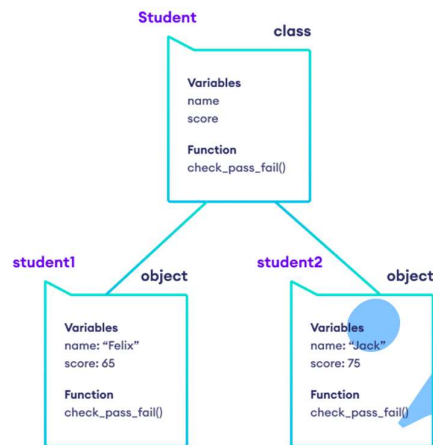 Student
class
Variables
name
score
Function
check_pass_fail()
student1
object
Variables
name: “Felix”
score: 65
Function
check_pass_fail()
student2
object
Variables
name: “Jack”
score: 75
Function
check_pass_fail()